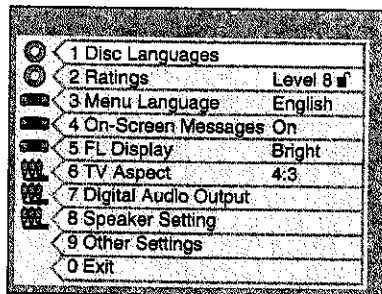 1 Disc Languages
2 Ratings Level 8
3 Menu Language English
4 On-Screen Messages On
5 FL Display Bright
6 TV Aspect 4:3
7 Digital Audio Output
8 Speaker Setting
9 Other Settings
0 Exit